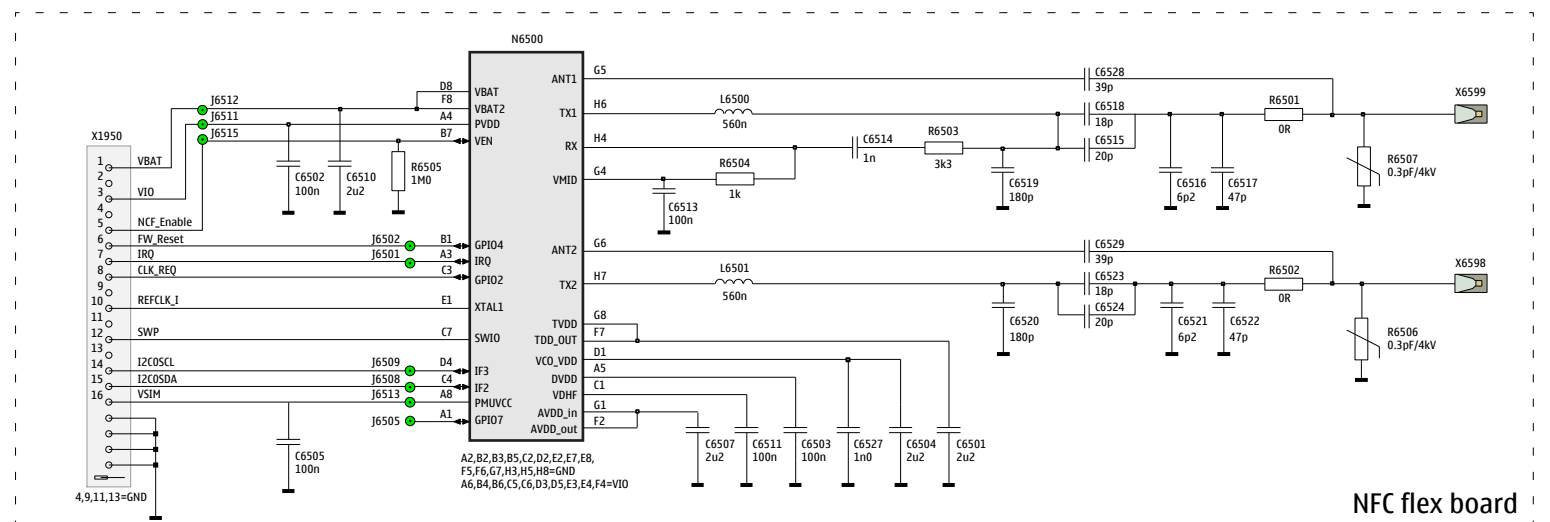 N6500
X1950
1 VBAT
2
3 VIO
4
5 NCF_Enable
6 FW_Reset
7 IRQ
8 CLK_REQ
9
10 REFCLK_I
11
12 SWP
13
14 I2C0SCL
15 I2C0SDA
16 VSIM
4,9,11,13=GND
J6512
J6511
J6515
C6502
100n
C6510
2u2
R6505
1M0
J6502
J6501
J6509
J6508
J6513
J6505
C6505
100n
D8 VBAT
F8 VBAT2
A4 PVDD
B7 VEN
B1 GPIO4
A3 IRQ
C3 GPIO2
E1 XTAL1
C7 SWIO
D4 IF3
C4 IF2
A8 PMUVCC
A1 GPIO7
ANT1 G5
TX1 H6
RX H4
VMID G4
ANT2 G6
TX2 H7
TVDD G8
TDD_OUT F7
VCO_VDD D1
DVDD A5
VDHF C1
AVDD_in G1
AVDD_out F2
A2,B2,B3,B5,C2,D2,E2,E7,E8,
F5,F6,G7,H3,H5,H8=GND
A6,B4,B6,C5,C6,D3,D5,E3,E4,F4=VIO
L6500
560n
C6514
1n
R6503
3k3
R6504
1k
C6513
100n
C6519
180p
C6528
39p
C6518
18p
C6515
20p
C6516
6p2
C6517
47p
R6501
0R
X6599
R6507
0.3pF/4kV
L6501
560n
C6520
180p
C6529
39p
C6523
18p
C6524
20p
C6521
6p2
C6522
47p
R6502
0R
X6598
R6506
0.3pF/4kV
C6507
2u2
C6511
100n
C6503
100n
C6527
1n0
C6504
2u2
C6501
2u2
NFC flex board